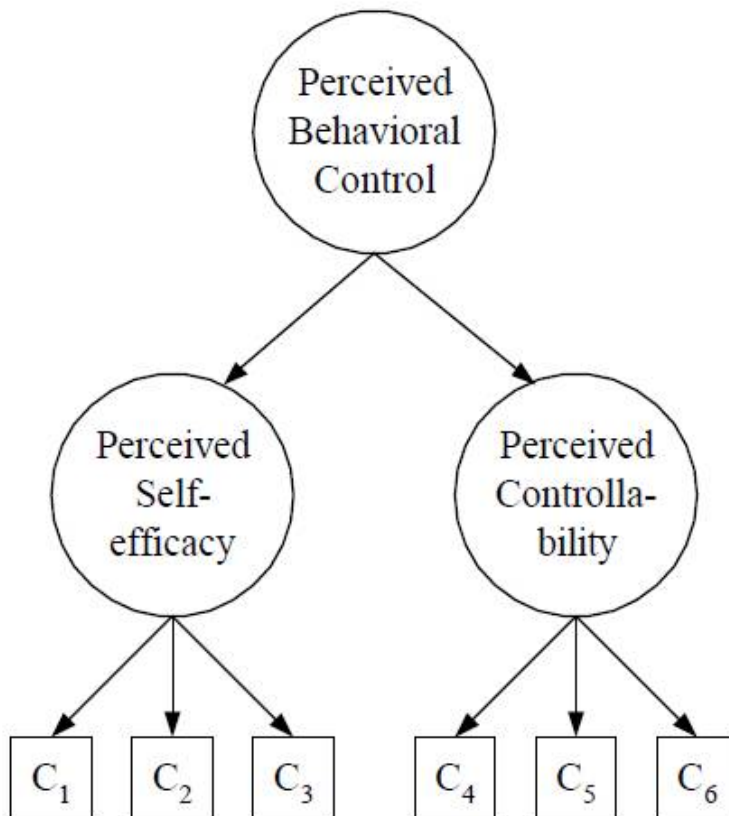 Perceived
Behavioral
Control
Perceived
Self-
efficacy
Perceived
Controlla-
bility
C₁ C₂ C₃ C₄ C₅ C₆